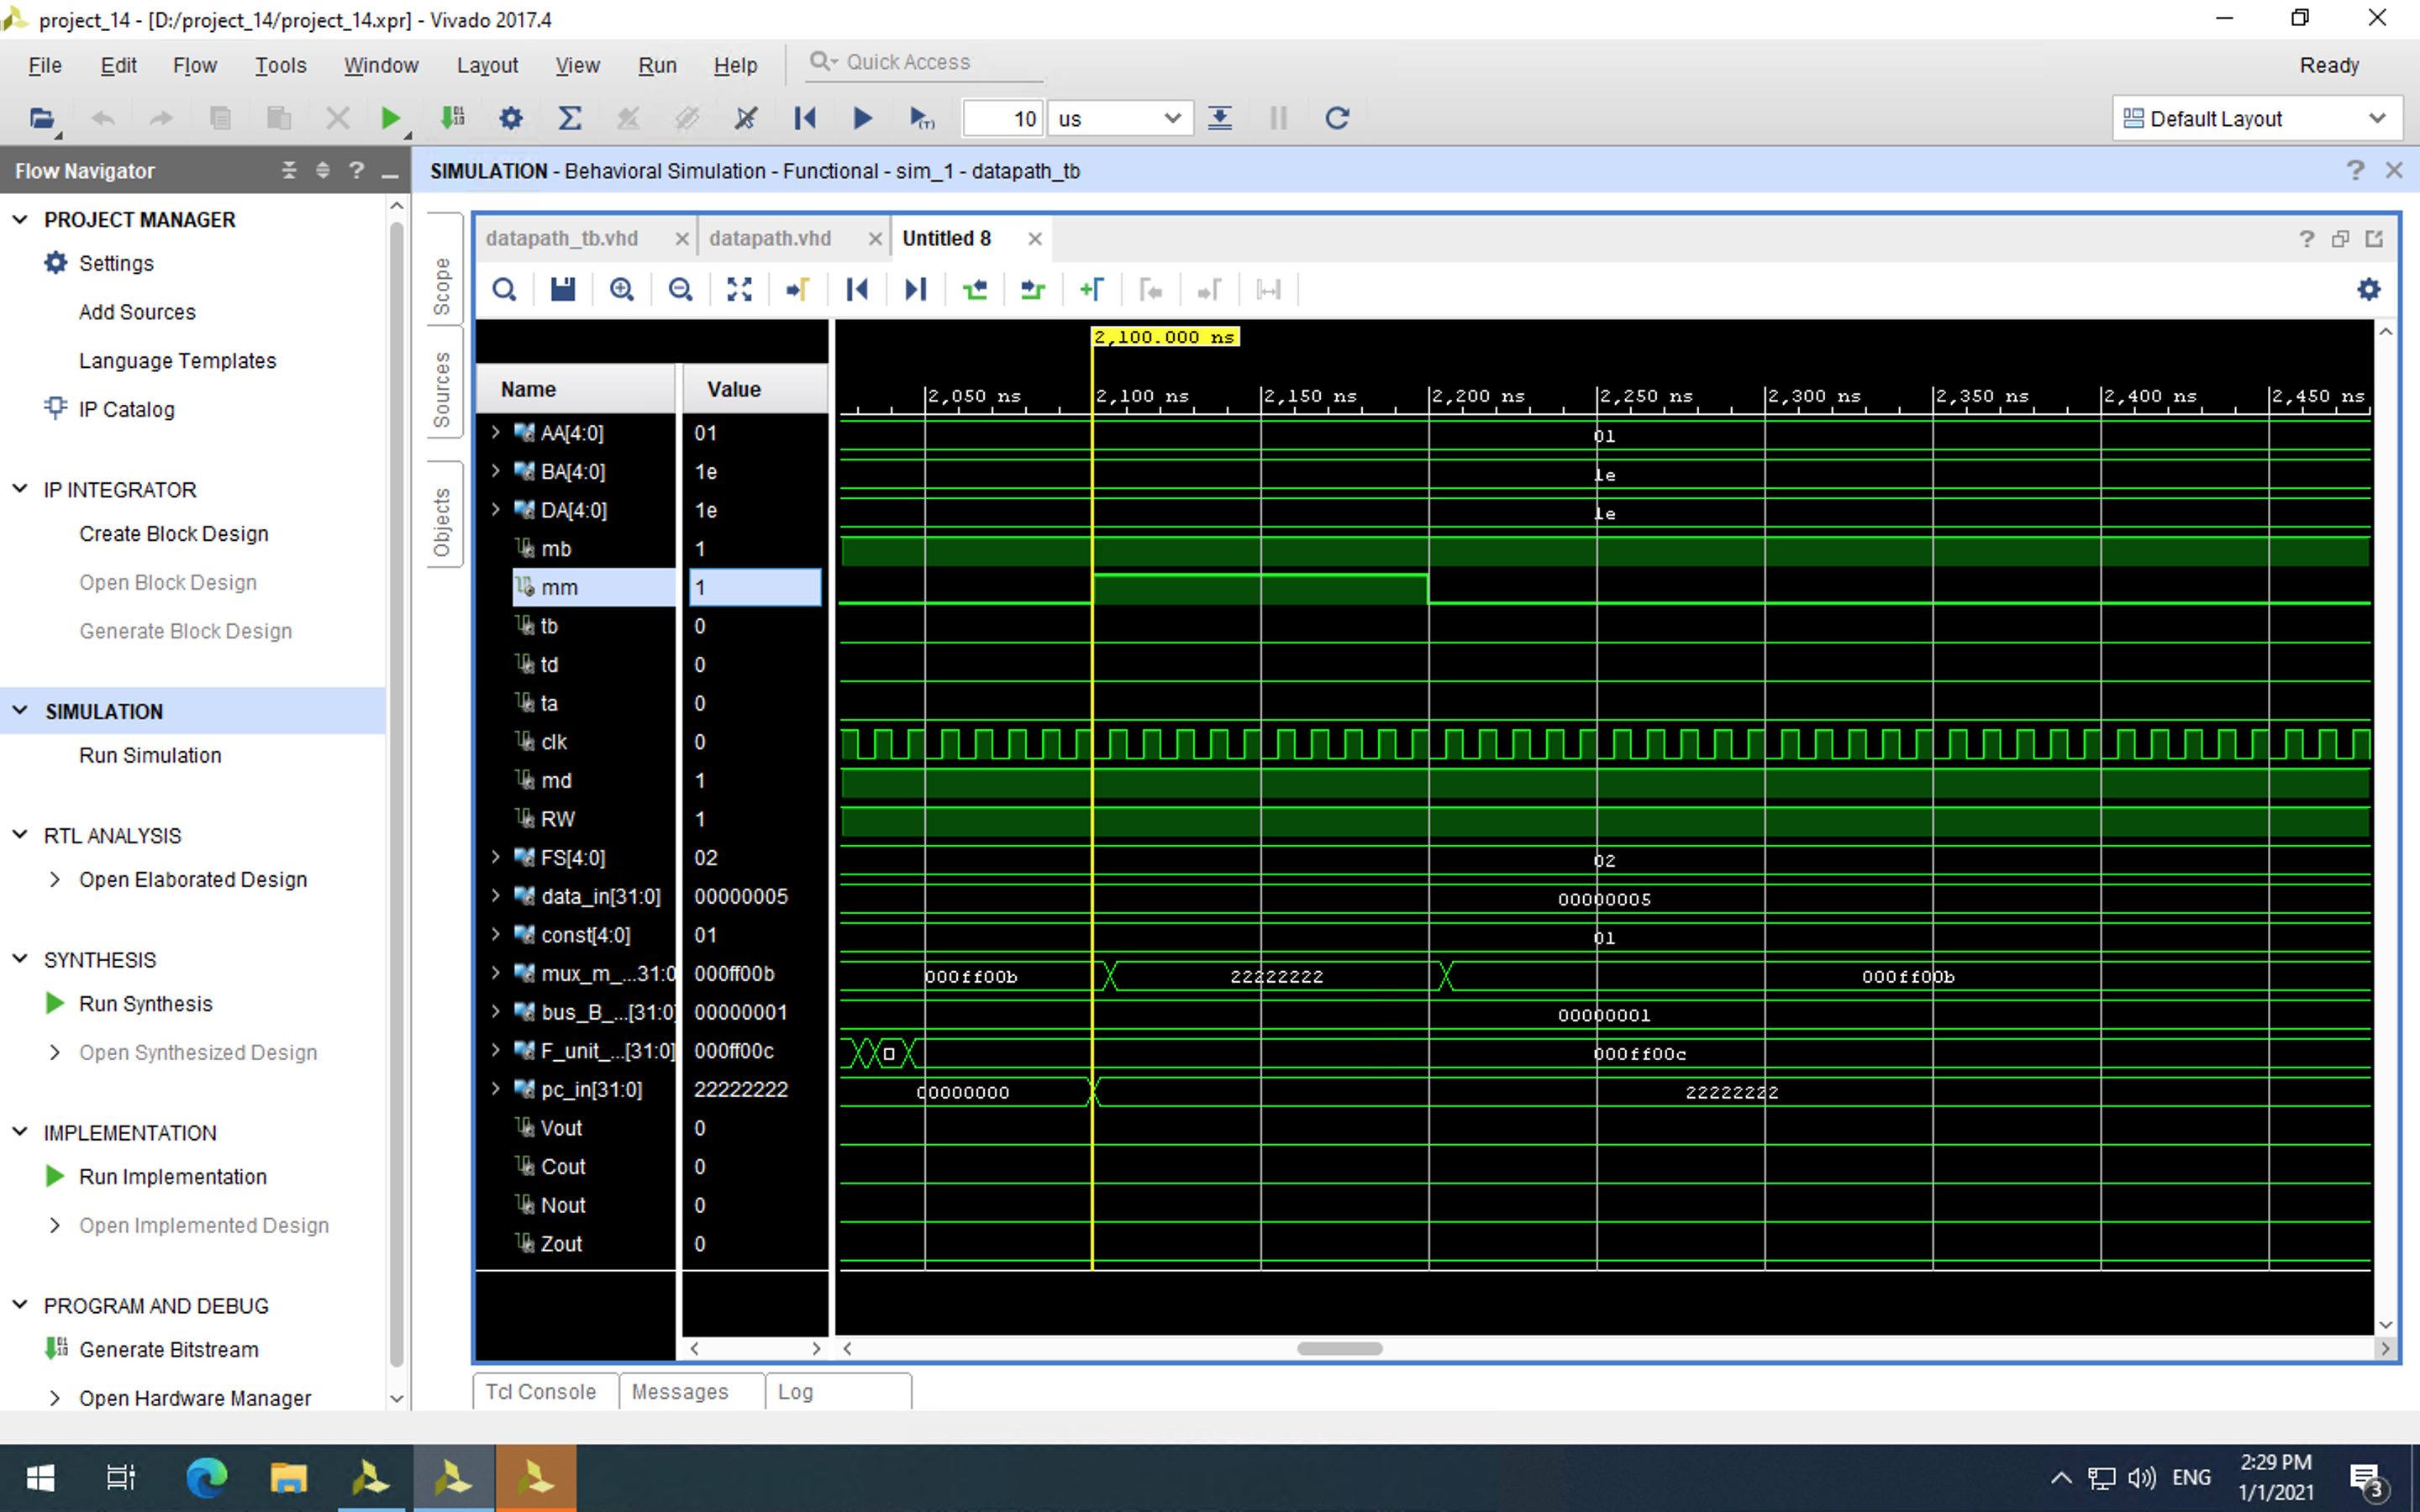 project_14 - [D:/project_14/project_14.xpr] - Vivado 2017.4
File Edit Flow Tools Window Layout View Run Help Quick Access Ready
10 us Default Layout
Flow Navigator
SIMULATION - Behavioral Simulation - Functional - sim_1 - datapath_tb
PROJECT MANAGER
Settings
Add Sources
Language Templates
IP Catalog
IP INTEGRATOR
Create Block Design
Open Block Design
Generate Block Design
SIMULATION
Run Simulation
RTL ANALYSIS
Open Elaborated Design
SYNTHESIS
Run Synthesis
Open Synthesized Design
IMPLEMENTATION
Run Implementation
Open Implemented Design
PROGRAM AND DEBUG
Generate Bitstream
Open Hardware Manager
Scope
Sources
Objects
datapath_tb.vhd datapath.vhd Untitled 8
2,100.000 ns
Name Value
2,050 ns 2,100 ns 2,150 ns 2,200 ns 2,250 ns 2,300 ns 2,350 ns 2,400 ns 2,450 ns
AA[4:0] 01 01
BA[4:0] 1e 1e
DA[4:0] 1e 1e
mb 1
mm 1
tb 0
td 0
ta 0
clk 0
md 1
RW 1
FS[4:0] 02 02
data_in[31:0] 00000005 00000005
const[4:0] 01 01
mux_m_...31:0 000ff00b 000ff00b 22222222 000ff00b
bus_B_...[31:0] 00000001 00000001
F_unit_...[31:0] 000ff00c 000ff00c
pc_in[31:0] 22222222 00000000 22222222
Vout 0
Cout 0
Nout 0
Zout 0
Tcl Console Messages Log
ENG
2:29 PM
1/1/2021
3